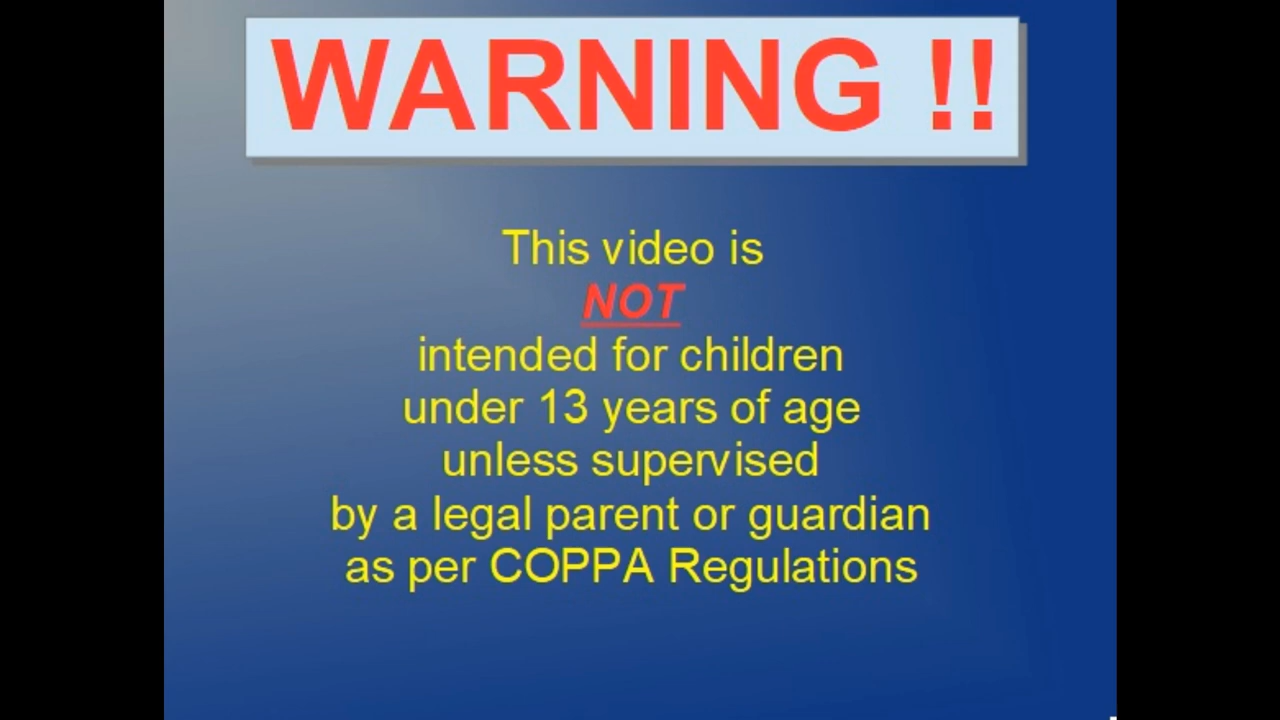 WARNING !!
This video is
NOT
intended for children
under 13 years of age
unless supervised
by a legal parent or guardian
as per COPPA Regulations